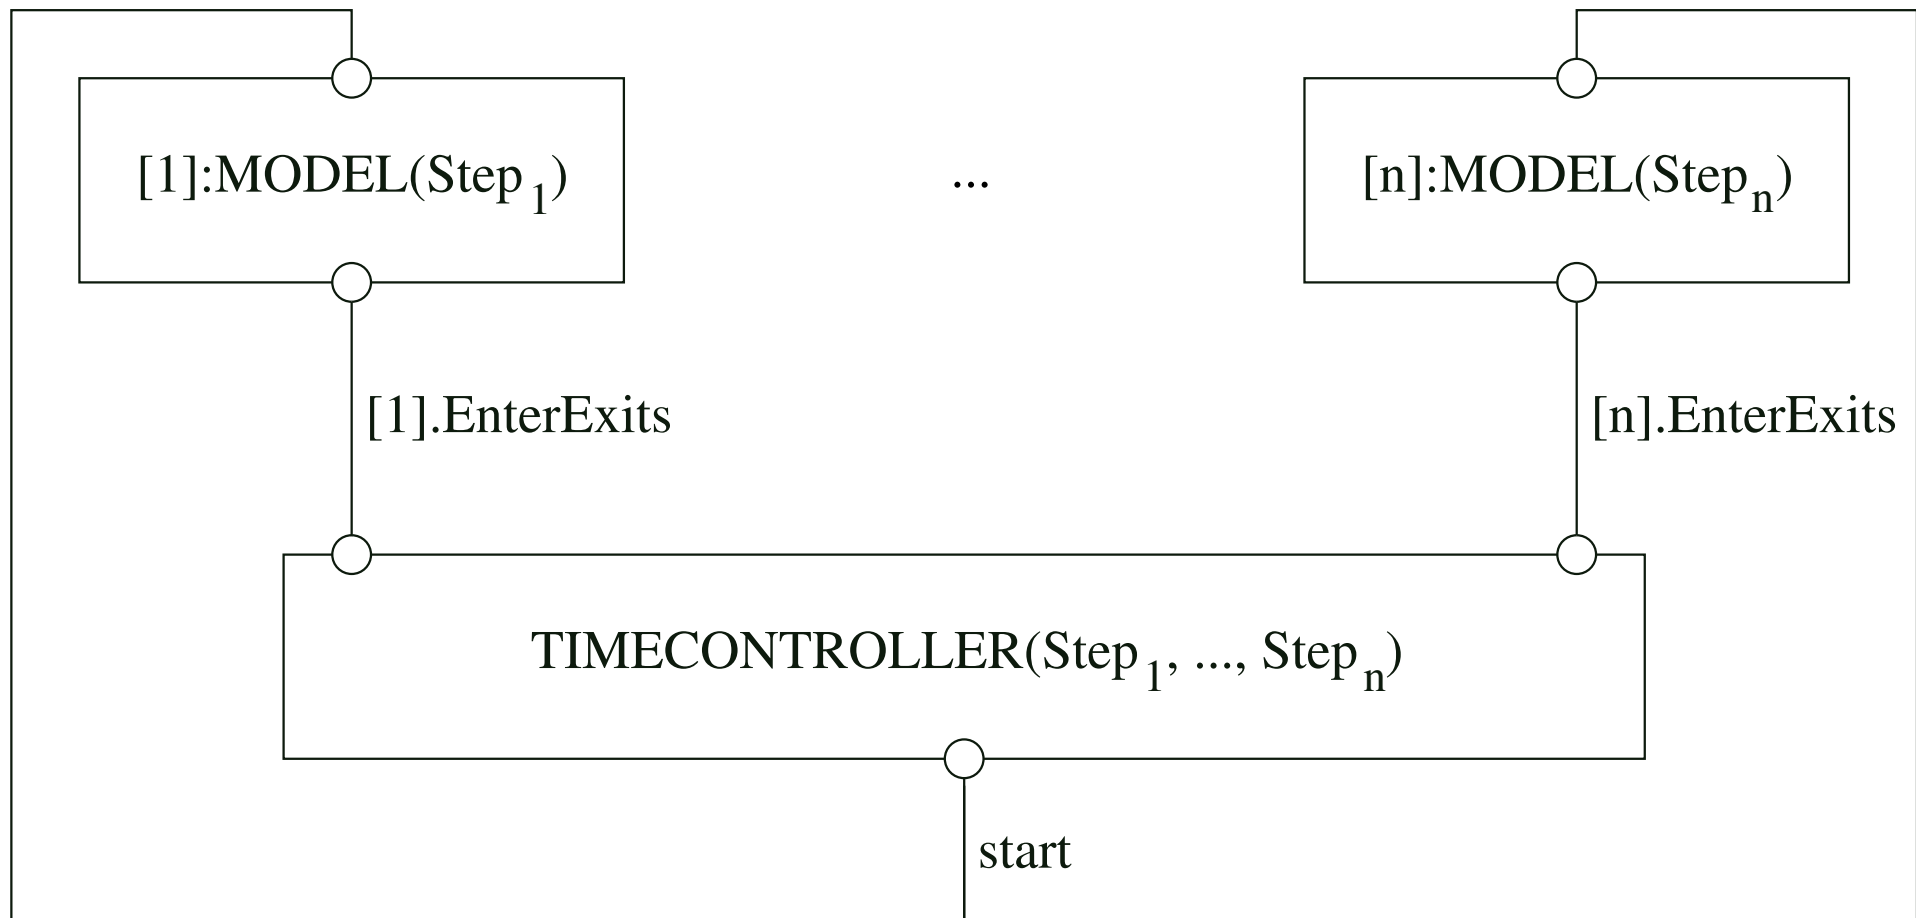 [1]:MODEL(Step1) ... [n]:MODEL(Stepn)
[1].EnterExits [n].EnterExits
TIMECONTROLLER(Step1, ..., Stepn)
start